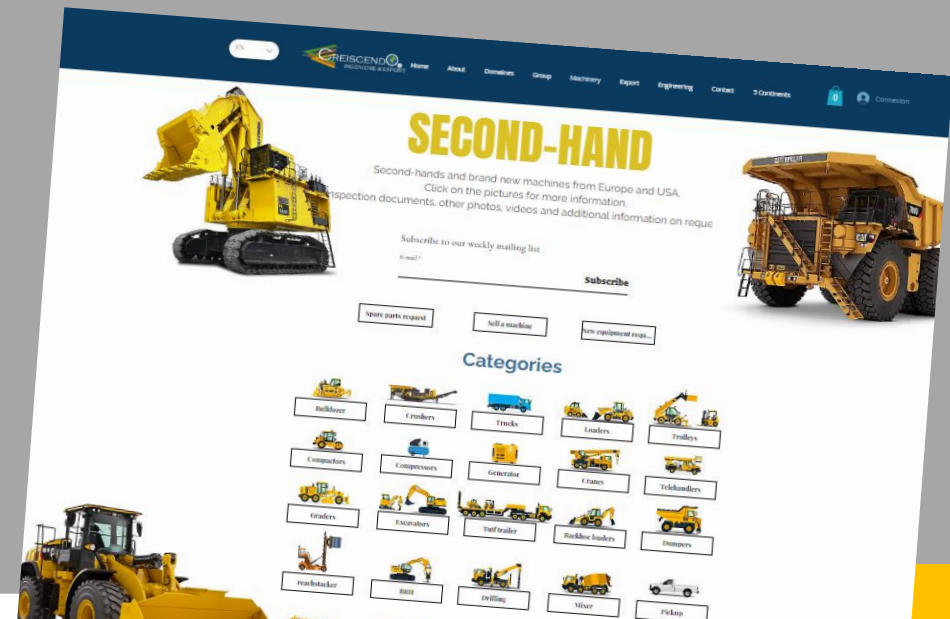 EN
CREISCENDO
INGÉNIERIE & EXPORT
Home About Domaines Group Machinery Export Engineering Contact 5 Continents
0
Connexion
SECOND-HAND
Second-hands and brand new machines from Europe and USA.
Click on the pictures for more information.
nspection documents, other photos, videos and additional information on reque
CATERPILLAR
CAT
Subscribe to our weekly mailing list
E-mail *
Subscribe
Spare parts request Sell a machine New equipment requ...
Categories
Bulldozer Crushers Trucks Loaders Trolleys
Compactors Compressors Generator Cranes Telehandlers
Graders Excavators Tuff trailer Backhoe loaders Dumpers
reachstacker BRH Drilling Mixer Pickup